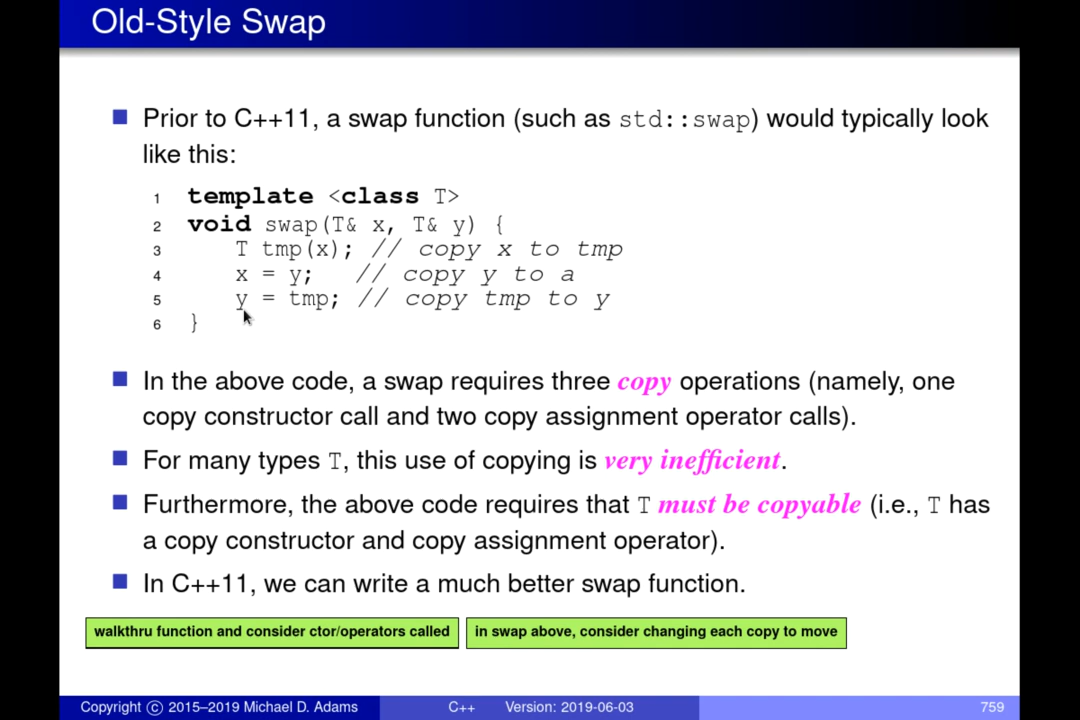 Old-Style Swap
Prior to C++11, a swap function (such as std::swap) would typically look
like this:
1 template <class T>
2 void swap(T& x, T& y) {
3 T tmp(x); // copy x to tmp
4 x = y; // copy y to a
5 y = tmp; // copy tmp to y
6 }
In the above code, a swap requires three copy operations (namely, one
copy constructor call and two copy assignment operator calls).
For many types T, this use of copying is very inefficient.
Furthermore, the above code requires that T must be copyable (i.e., T has
a copy constructor and copy assignment operator).
In C++11, we can write a much better swap function.
walkthru function and consider ctor/operators called in swap above, consider changing each copy to move
Copyright © 2015–2019 Michael D. Adams C++ Version: 2019-06-03 759